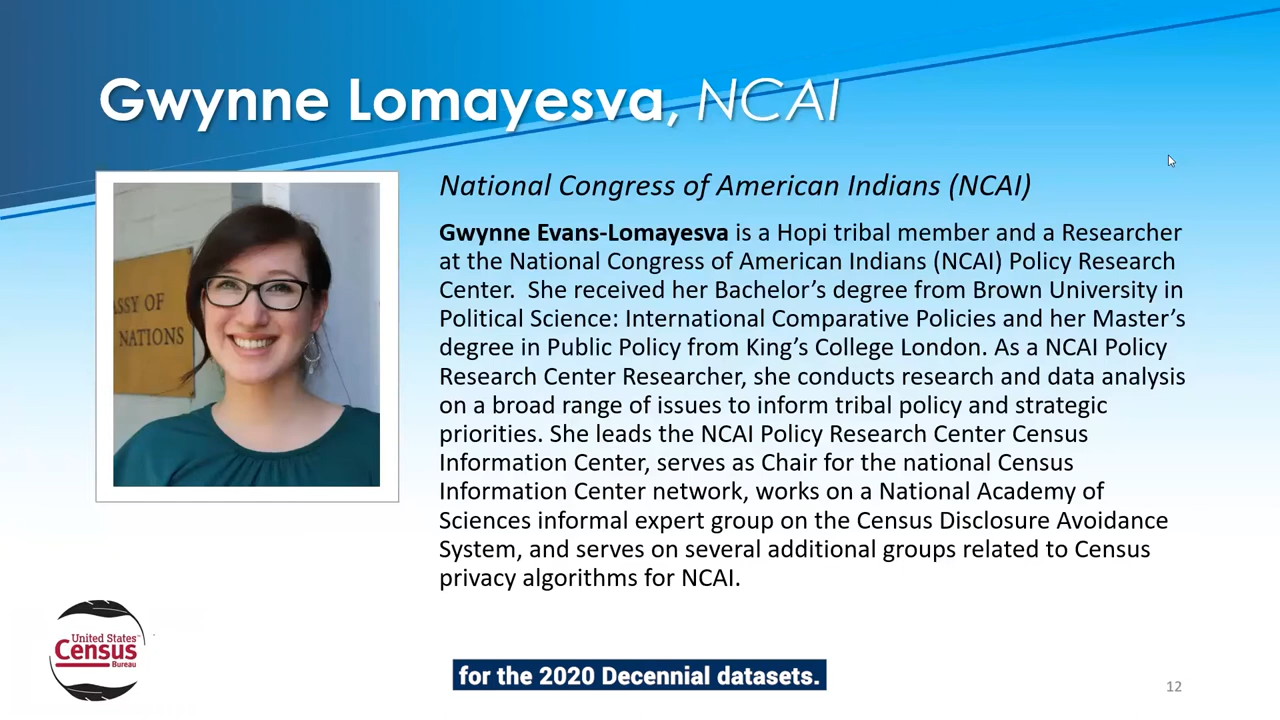 Gwynne Lomayesva, NCAI
ASSY OF
NATIONS
National Congress of American Indians (NCAI)
Gwynne Evans-Lomayesva is a Hopi tribal member and a Researcher
at the National Congress of American Indians (NCAI) Policy Research
Center. She received her Bachelor’s degree from Brown University in
Political Science: International Comparative Policies and her Master’s
degree in Public Policy from King’s College London. As a NCAI Policy
Research Center Researcher, she conducts research and data analysis
on a broad range of issues to inform tribal policy and strategic
priorities. She leads the NCAI Policy Research Center Census
Information Center, serves as Chair for the national Census
Information Center network, works on a National Academy of
Sciences informal expert group on the Census Disclosure Avoidance
System, and serves on several additional groups related to Census
privacy algorithms for NCAI.
United States™
Census
Bureau
for the 2020 Decennial datasets.
12